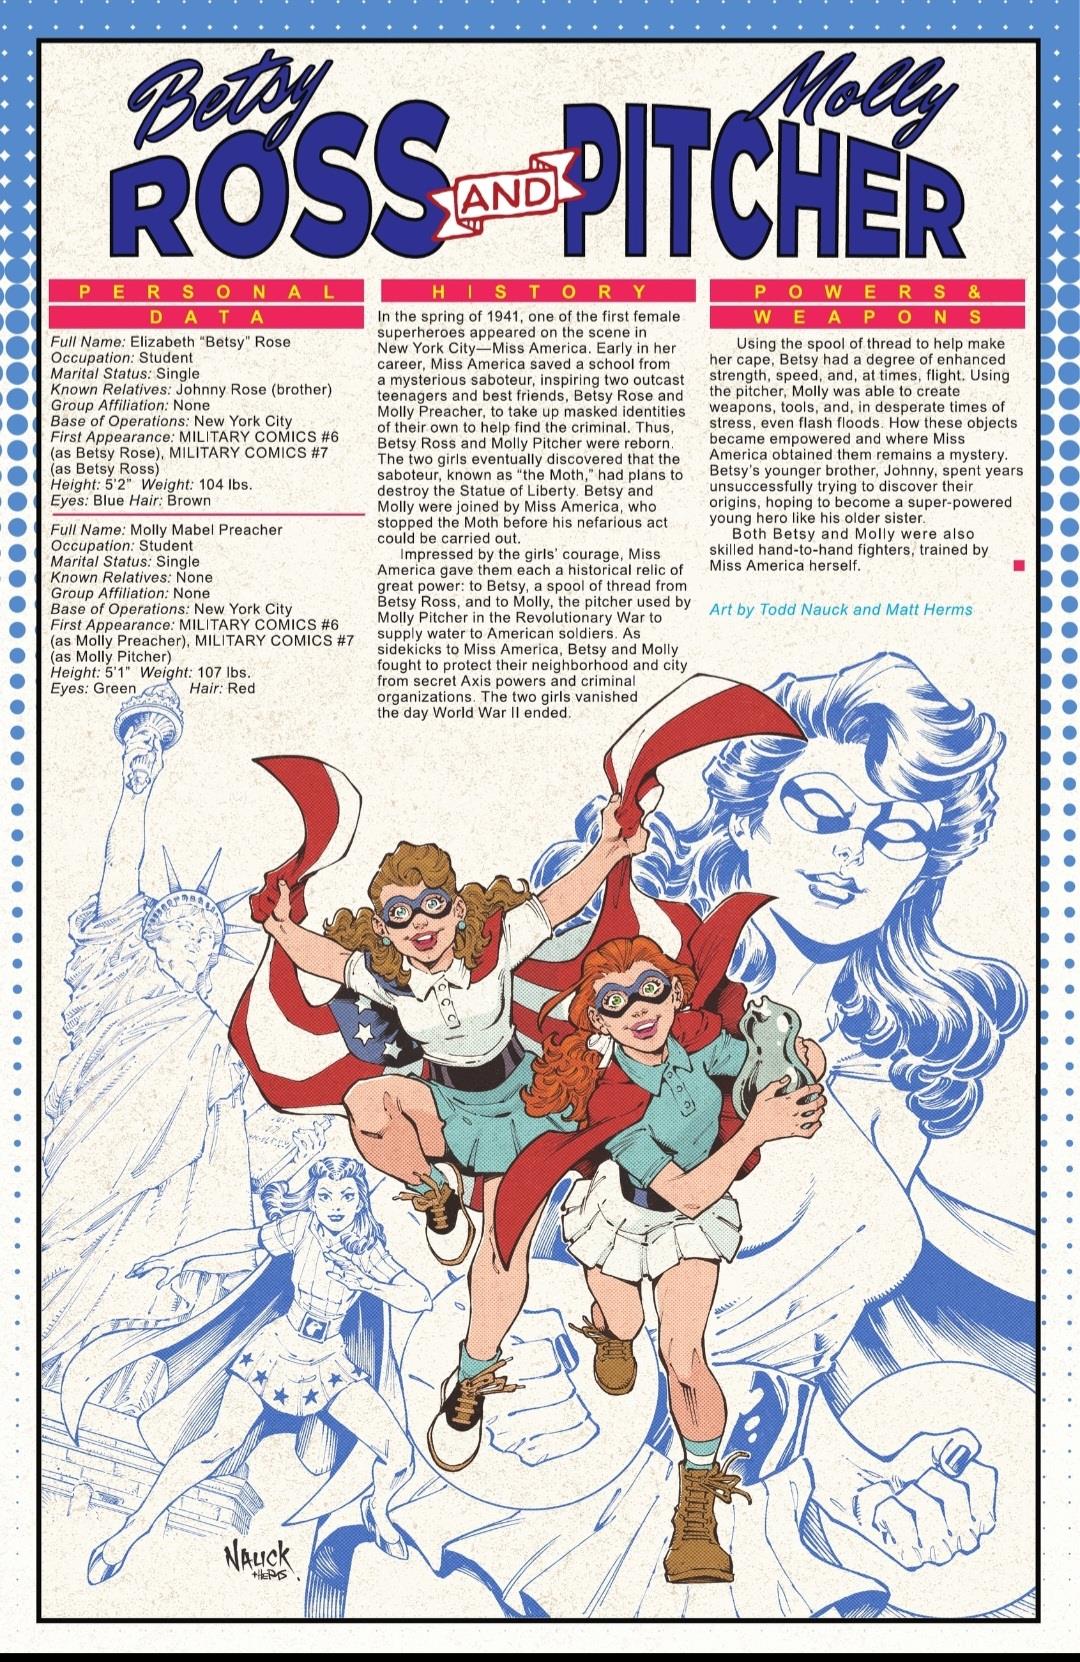 Betsy
ROSS
AND
Molly
PITCHER
PERSONAL
DATA
Full Name: Elizabeth “Betsy” Rose
Occupation: Student
Marital Status: Single
Known Relatives: Johnny Rose (brother)
Group Affiliation: None
Base of Operations: New York City
First Appearance: MILITARY COMICS #6
(as Betsy Rose), MILITARY COMICS #7
(as Betsy Ross)
Height: 5’2” Weight: 104 lbs.
Eyes: Blue Hair: Brown
Full Name: Molly Mabel Preacher
Occupation: Student
Marital Status: Single
Known Relatives: None
Group Affiliation: None
Base of Operations: New York City
First Appearance: MILITARY COMICS #6
(as Molly Preacher), MILITARY COMICS #7
(as Molly Pitcher)
Height: 5’1” Weight: 107 lbs.
Eyes: Green Hair: Red
HISTORY
In the spring of 1941, one of the first female
superheroes appeared on the scene in
New York City—Miss America. Early in her
career, Miss America saved a school from
a mysterious saboteur, inspiring two outcast
teenagers and best friends, Betsy Rose and
Molly Preacher, to take up masked identities
of their own to help find the criminal. Thus,
Betsy Ross and Molly Pitcher were reborn.
The two girls eventually discovered that the
saboteur, known as “the Moth,” had plans to
destroy the Statue of Liberty. Betsy and
Molly were joined by Miss America, who
stopped the Moth before his nefarious act
could be carried out.
Impressed by the girls’ courage, Miss
America gave them each a historical relic of
great power: to Betsy, a spool of thread from
Betsy Ross, and to Molly, the pitcher used by
Molly Pitcher in the Revolutionary War to
supply water to American soldiers. As
sidekicks to Miss America, Betsy and Molly
fought to protect their neighborhood and city
from secret Axis powers and criminal
organizations. The two girls vanished
the day World War II ended.
POWERS &
WEAPONS
Using the spool of thread to help make
her cape, Betsy had a degree of enhanced
strength, speed, and, at times, flight. Using
the pitcher, Molly was able to create
weapons, tools, and, in desperate times of
stress, even flash floods. How these objects
became empowered and where Miss
America obtained them remains a mystery.
Betsy’s younger brother, Johnny, spent years
unsuccessfully trying to discover their
origins, hoping to become a super-powered
young hero like his older sister.
Both Betsy and Molly were also
skilled hand-to-hand fighters, trained by
Miss America herself.
Art by Todd Nauck and Matt Herms
NAUCK
+HERMS